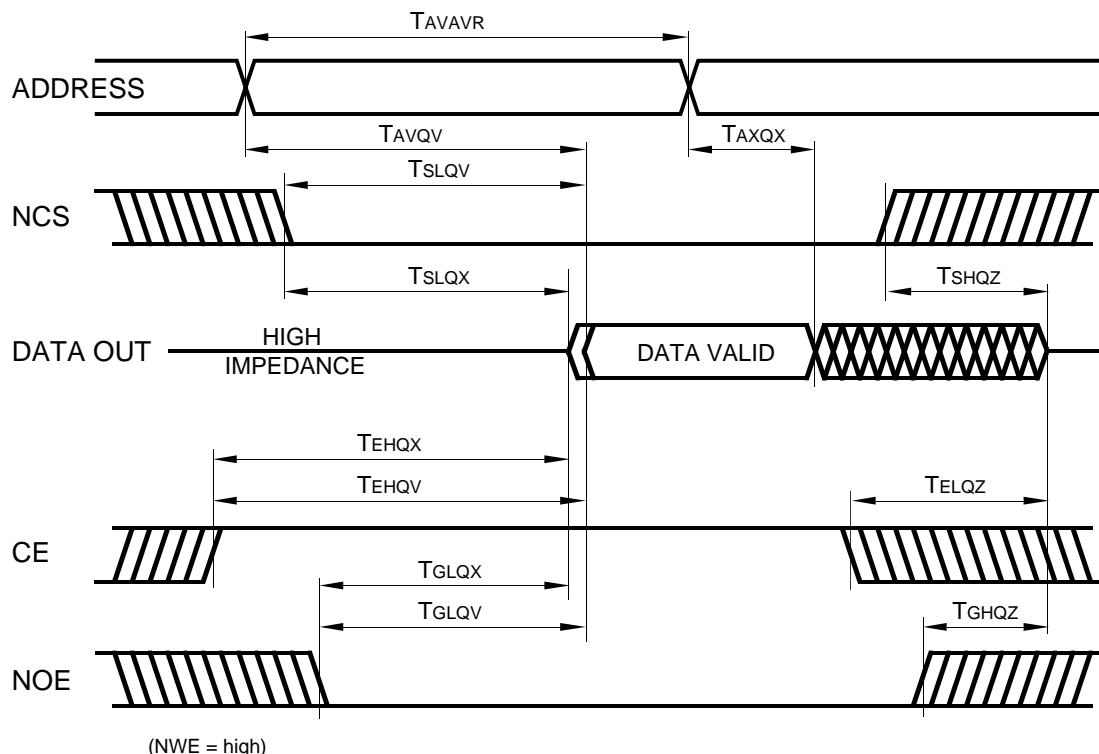 TAVAVR
ADDRESS
TAVQV
TAXQX
TSLQV
NCS
TSLQX
TSHQZ
DATA OUT
HIGH
IMPEDANCE
DATA VALID
TEHQX
TEHQV
TELQZ
CE
TGLQX
TGLQV
TGHQZ
NOE
(NWE = high)